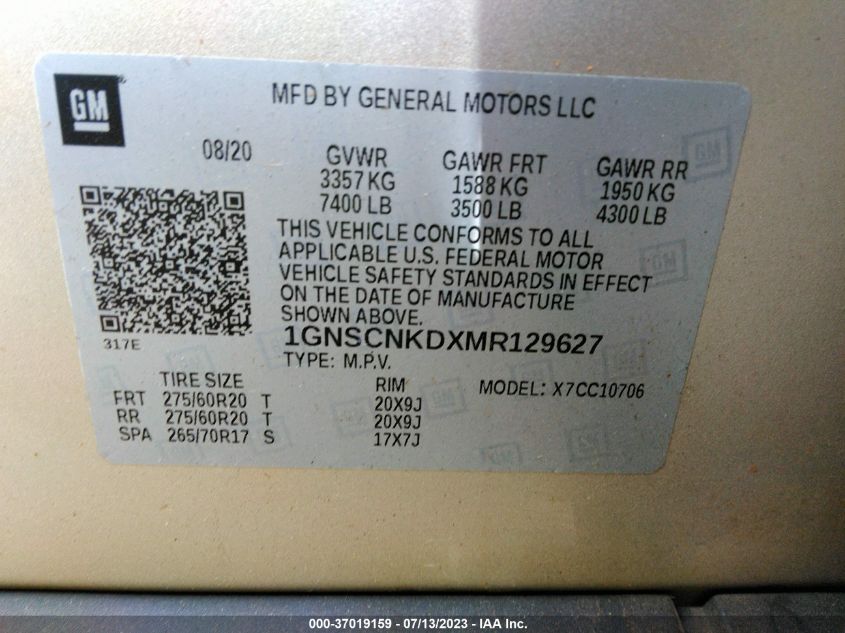 GM
MFD BY GENERAL MOTORS LLC
08/20
GVWR GAWR FRT GAWR RR
3357 KG 1588 KG 1950 KG
7400 LB 3500 LB 4300 LB
THIS VEHICLE CONFORMS TO ALL
APPLICABLE U.S. FEDERAL MOTOR
VEHICLE SAFETY STANDARDS IN EFFECT
ON THE DATE OF MANUFACTURE
SHOWN ABOVE.
317E
1GNSCNKDXMR129627
TYPE: M.P.V.
TIRE SIZE RIM MODEL: X7CC10706
FRT 275/60R20 T 20X9J
RR 275/60R20 T 20X9J
SPA 265/70R17 S 17X7J
000-37019159 - 07/13/2023 - IAA Inc.